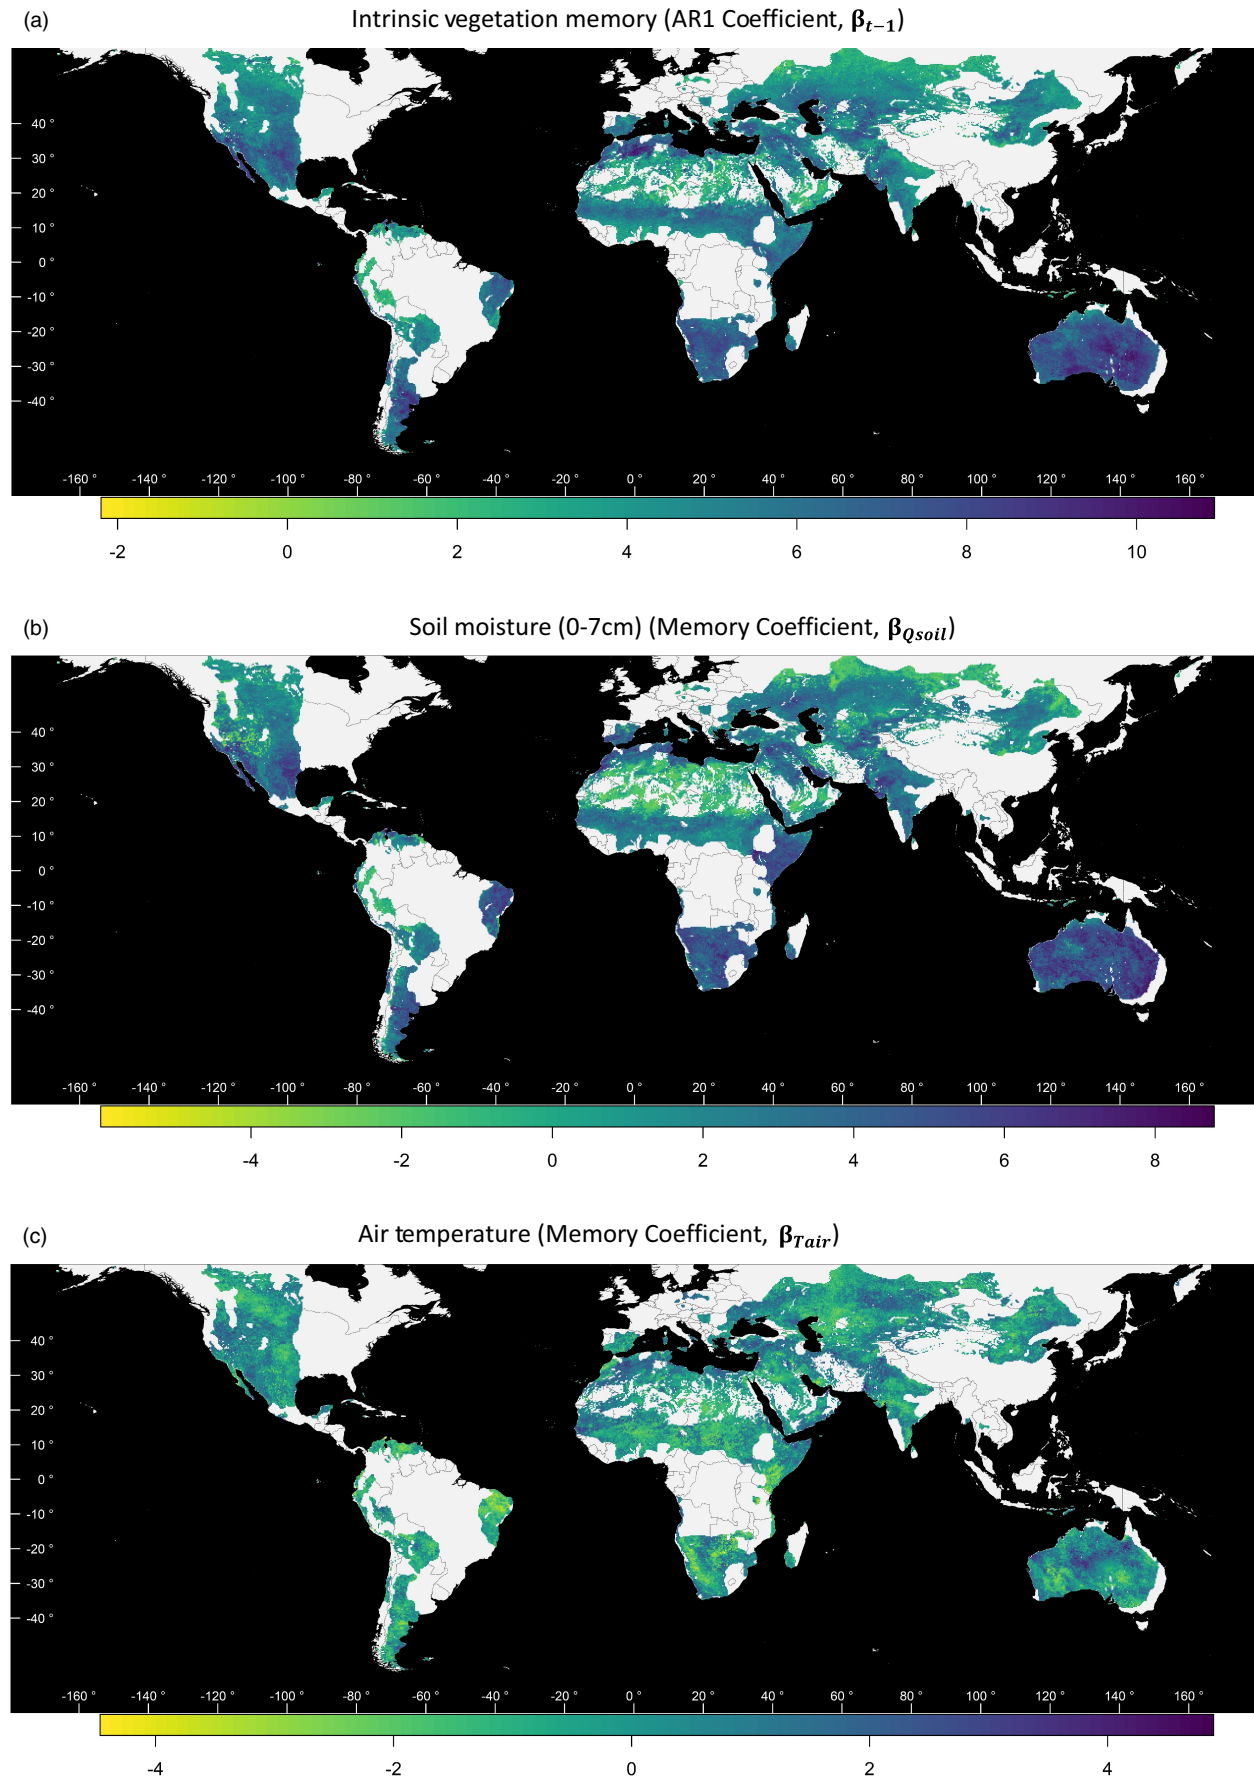 (a)
Intrinsic vegetation memory (AR1 Coefficient, βt−1)
40 °
30 °
20 °
10 °
0 °
-10 °
-20 °
-30 °
-40 °
-160 ° -140 ° -120 ° -100 ° -80 ° -60 ° -40 ° -20 ° 0 ° 20 ° 40 ° 60 ° 80 ° 100 ° 120 ° 140 ° 160 °
-2 0 2 4 6 8 10
(b)
Soil moisture (0-7cm) (Memory Coefficient, βQsoil)
40 °
30 °
20 °
10 °
0 °
-10 °
-20 °
-30 °
-40 °
-160 ° -140 ° -120 ° -100 ° -80 ° -60 ° -40 ° -20 ° 0 ° 20 ° 40 ° 60 ° 80 ° 100 ° 120 ° 140 ° 160 °
-4 -2 0 2 4 6 8
(c)
Air temperature (Memory Coefficient, βTair)
40 °
30 °
20 °
10 °
0 °
-10 °
-20 °
-30 °
-40 °
-160 ° -140 ° -120 ° -100 ° -80 ° -60 ° -40 ° -20 ° 0 ° 20 ° 40 ° 60 ° 80 ° 100 ° 120 ° 140 ° 160 °
-4 -2 0 2 4